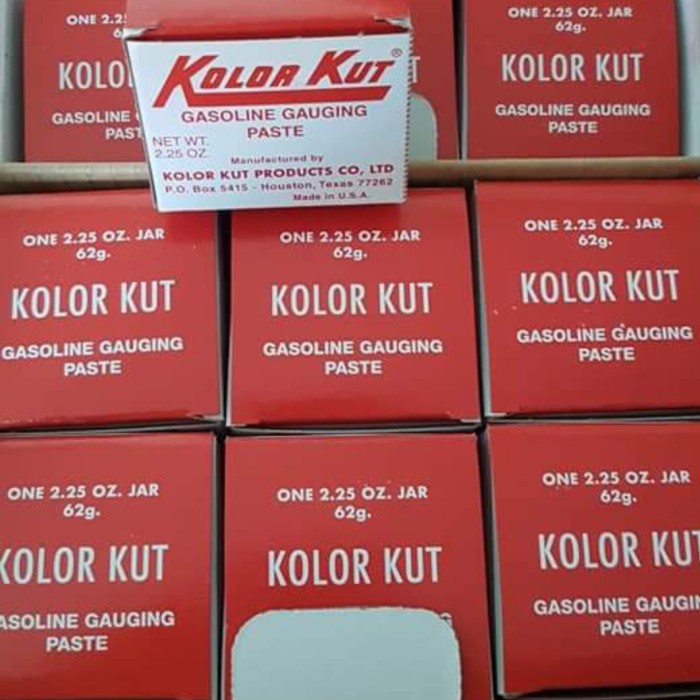 ONE 2.25
KOLOR
GASOLINE
ONE 2.25 OZ. JAR
62g.
KOLOR KUT
GASOLINE GAUGING
PASTE
KOLOR KUT®
GASOLINE GAUGING
PASTE
NET WT.
2.25 OZ.
Manufactured by
KOLOR KUT PRODUCTS CO, LTD
P.O. Box 5415 - Houston, Texas 77262
Made in U.S.A.
ONE 2.25 OZ. JAR
62g.
KOLOR KUT
GASOLINE GAUGING
PASTE
ONE 2.25 OZ. JAR
62g.
KOLOR KUT
GASOLINE GAUGING
PASTE
ONE 2.25 OZ. JAR
62g.
KOLOR KUT
GASOLINE GAUGING
PASTE
ONE 2.25 OZ. JAR
62g.
KOLOR KUT
GASOLINE GAUGING
PASTE
ONE 2.25 OZ. JAR
62g.
KOLOR KUT
ONE 2.25 OZ. JAR
62g.
KOLOR KUT
GASOLINE GAUGING
PASTE